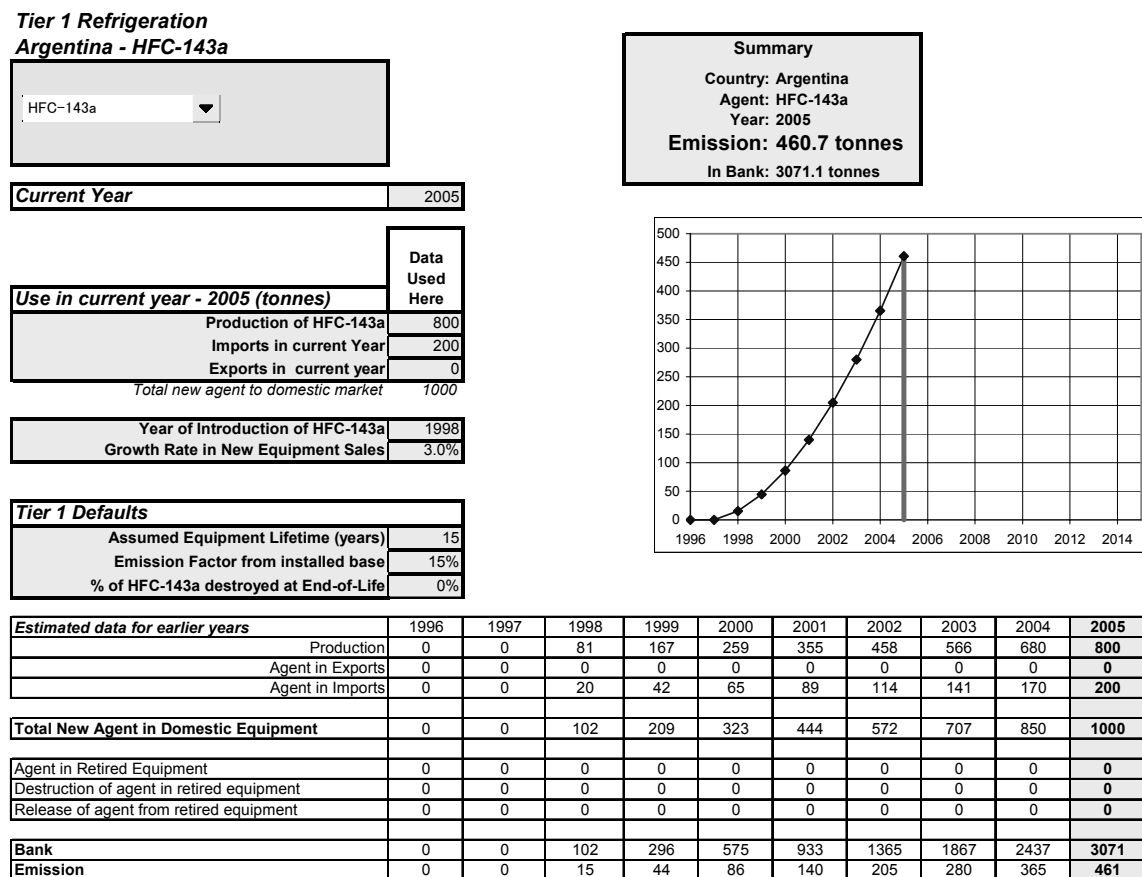 Tier 1 Refrigeration
Argentina - HFC-143a
HFC-143a
Summary
Country: Argentina
Agent: HFC-143a
Year: 2005
Emission: 460.7 tonnes
In Bank: 3071.1 tonnes
Current Year 2005
Data
Used
Here
Use in current year - 2005 (tonnes)
Production of HFC-143a 800
Imports in current Year 200
Exports in current year 0
Total new agent to domestic market 1000
Year of Introduction of HFC-143a 1998
Growth Rate in New Equipment Sales 3.0%
Tier 1 Defaults
Assumed Equipment Lifetime (years) 15
Emission Factor from installed base 15%
% of HFC-143a destroyed at End-of-Life 0%
500
450
400
350
300
250
200
150
100
50
0
1996 1998 2000 2002 2004 2006 2008 2010 2012 2014
Estimated data for earlier years 1996 1997 1998 1999 2000 2001 2002 2003 2004 2005
Production 0 0 81 167 259 355 458 566 680 800
Agent in Exports 0 0 0 0 0 0 0 0 0 0
Agent in Imports 0 0 20 42 65 89 114 141 170 200
Total New Agent in Domestic Equipment 0 0 102 209 323 444 572 707 850 1000
Agent in Retired Equipment 0 0 0 0 0 0 0 0 0 0
Destruction of agent in retired equipment 0 0 0 0 0 0 0 0 0 0
Release of agent from retired equipment 0 0 0 0 0 0 0 0 0 0
Bank 0 0 102 296 575 933 1365 1867 2437 3071
Emission 0 0 15 44 86 140 205 280 365 461